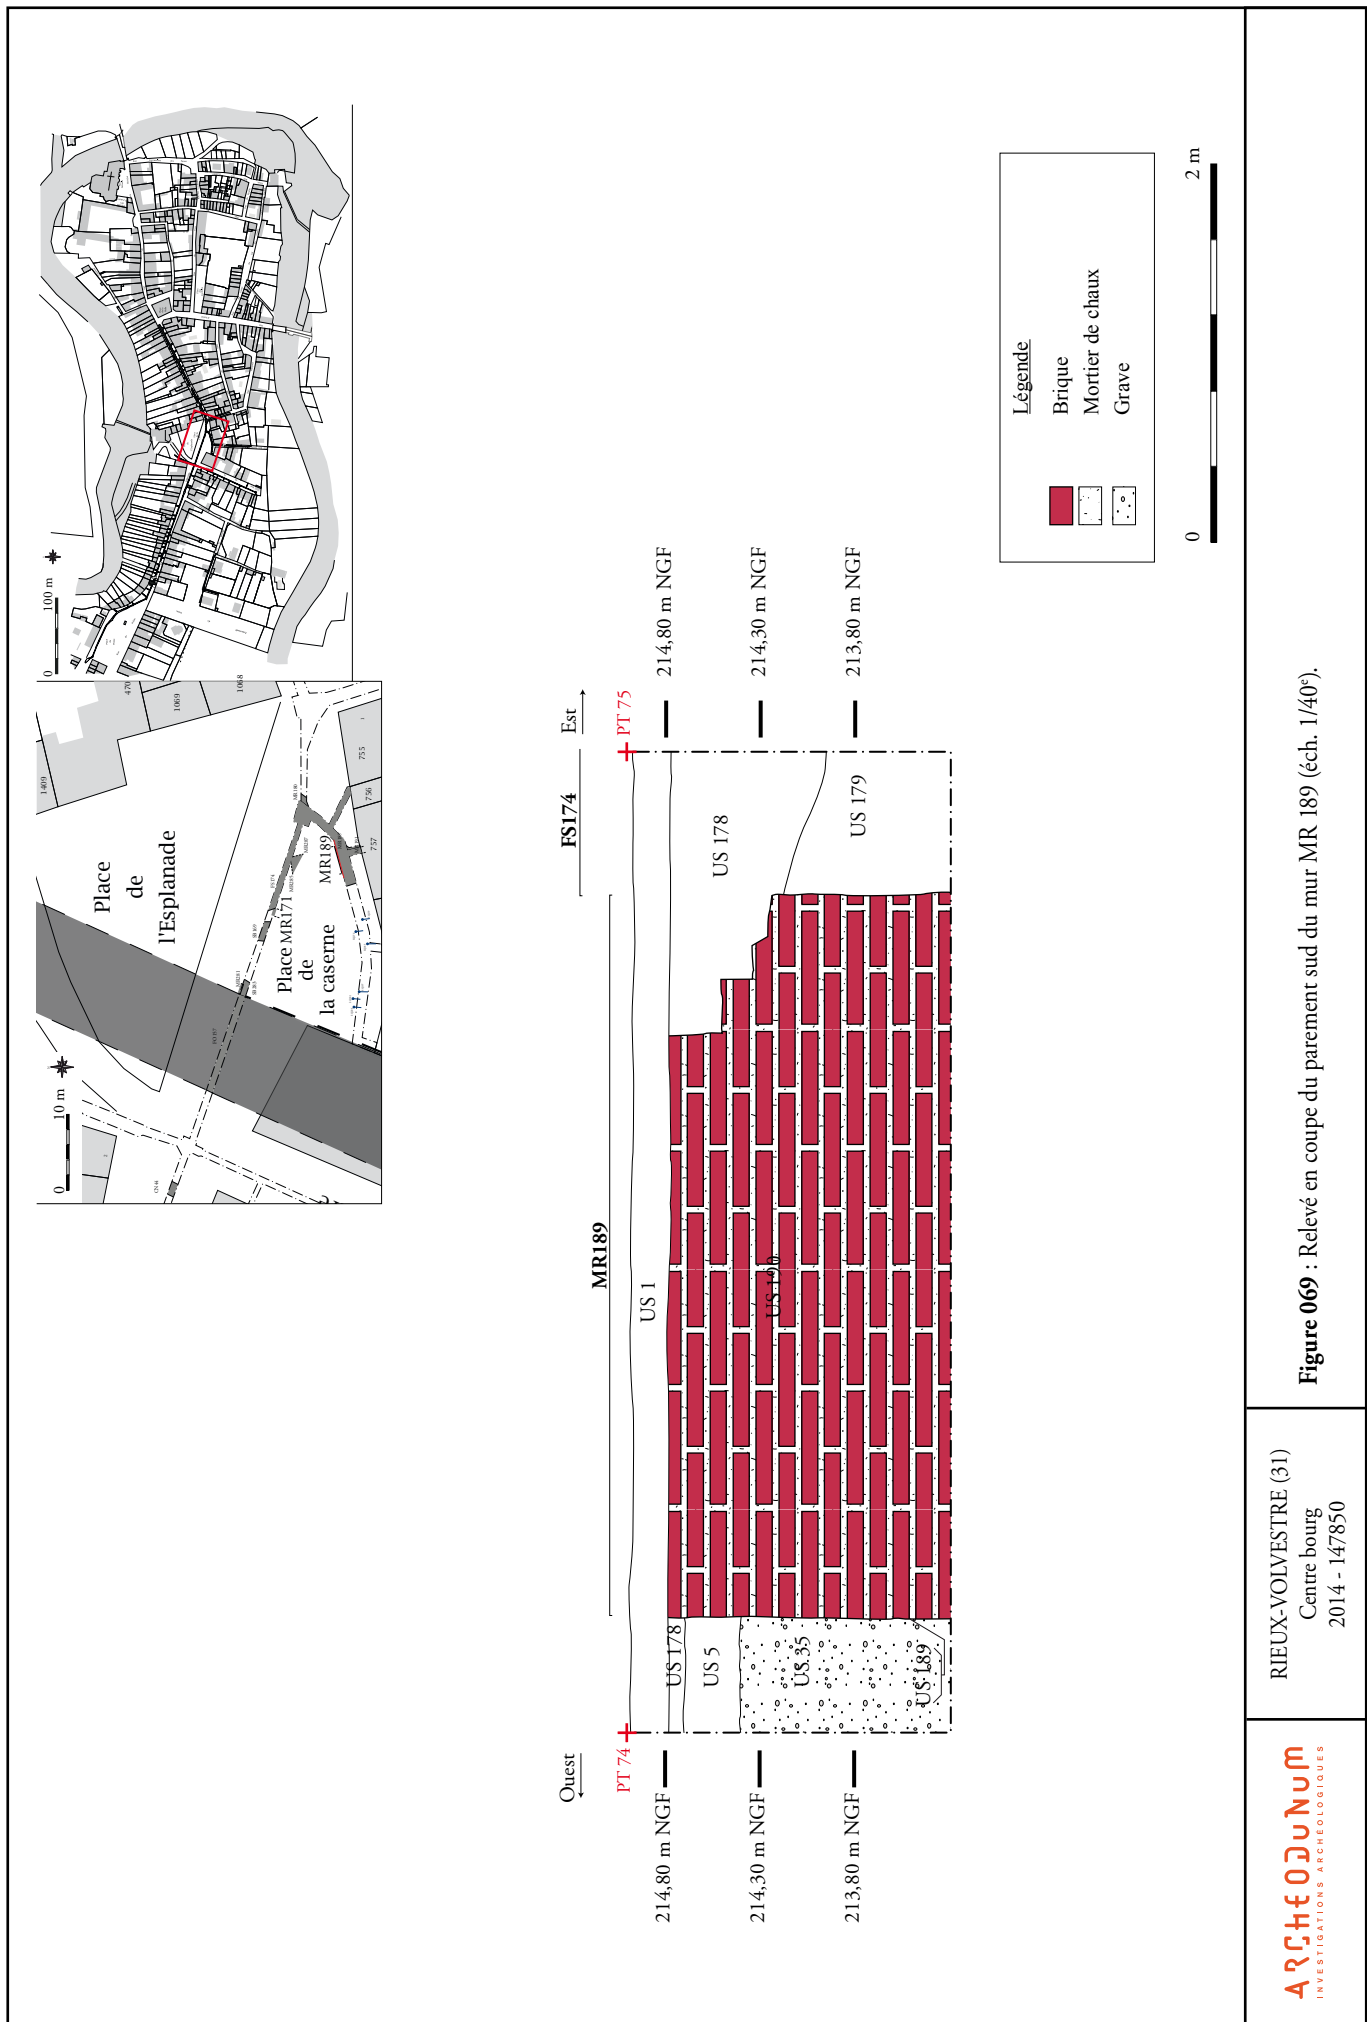 0
10 m
Place
de
l'Esplanade
Place MR171
de
la caserne
MR189
1409
470
1069
1068
755
756
757
FS174
0
100 m
Ouest
Est
PT 74
PT 75
MR189
FS174
214,80 m NGF
214,30 m NGF
213,80 m NGF
US 1
US 178
US 5
US 35
US 189
US 190
US 178
US 179
214,80 m NGF
214,30 m NGF
213,80 m NGF
Légende
Brique
Mortier de chaux
Grave
0
2 m
ARCHEODUNUM
INVESTIGATIONS ARCHÉOLOGIQUES
RIEUX-VOLVESTRE (31)
Centre bourg
2014 - 147850
Figure 069 : Relevé en coupe du parement sud du mur MR 189 (éch. 1/40e).